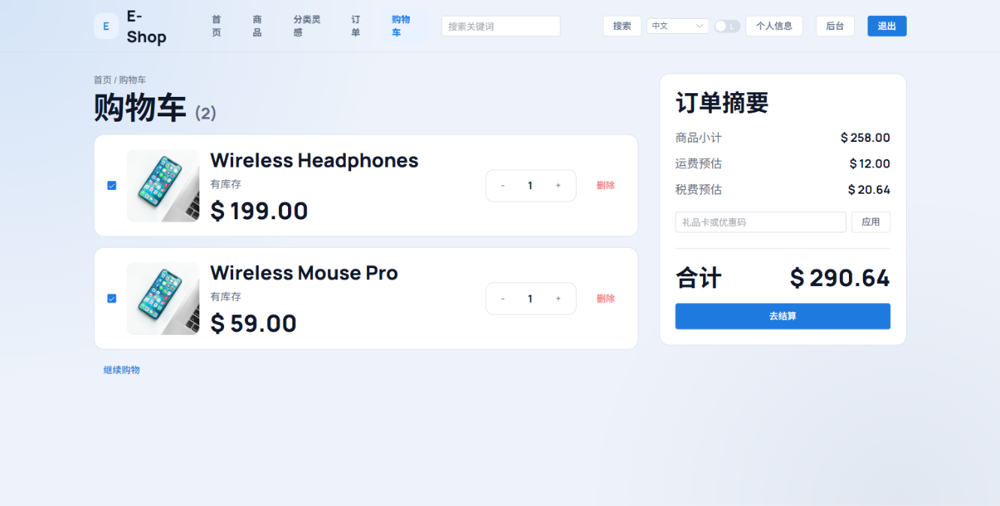 E
E-
Shop
首
页
商
品
分类灵
感
订
单
购物
车
搜索关键词
搜索
中文
L
个人信息
后台
退出
首页 / 购物车
购物车 (2)
Wireless Headphones
有库存
$ 199.00
- 1 +
删除
Wireless Mouse Pro
有库存
$ 59.00
- 1 +
删除
继续购物
订单摘要
商品小计 $ 258.00
运费预估 $ 12.00
税费预估 $ 20.64
礼品卡或优惠码
应用
合计 $ 290.64
去结算